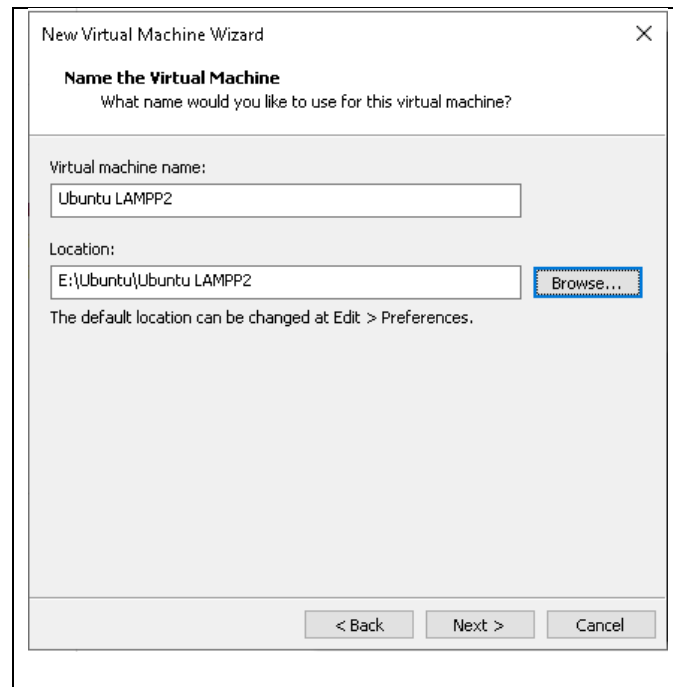 New Virtual Machine Wizard
Name the Virtual Machine
What name would you like to use for this virtual machine?
Virtual machine name:
Ubuntu LAMPP2
Location:
E:\Ubuntu\Ubuntu LAMPP2
Browse...
The default location can be changed at Edit > Preferences.
< Back Next > Cancel